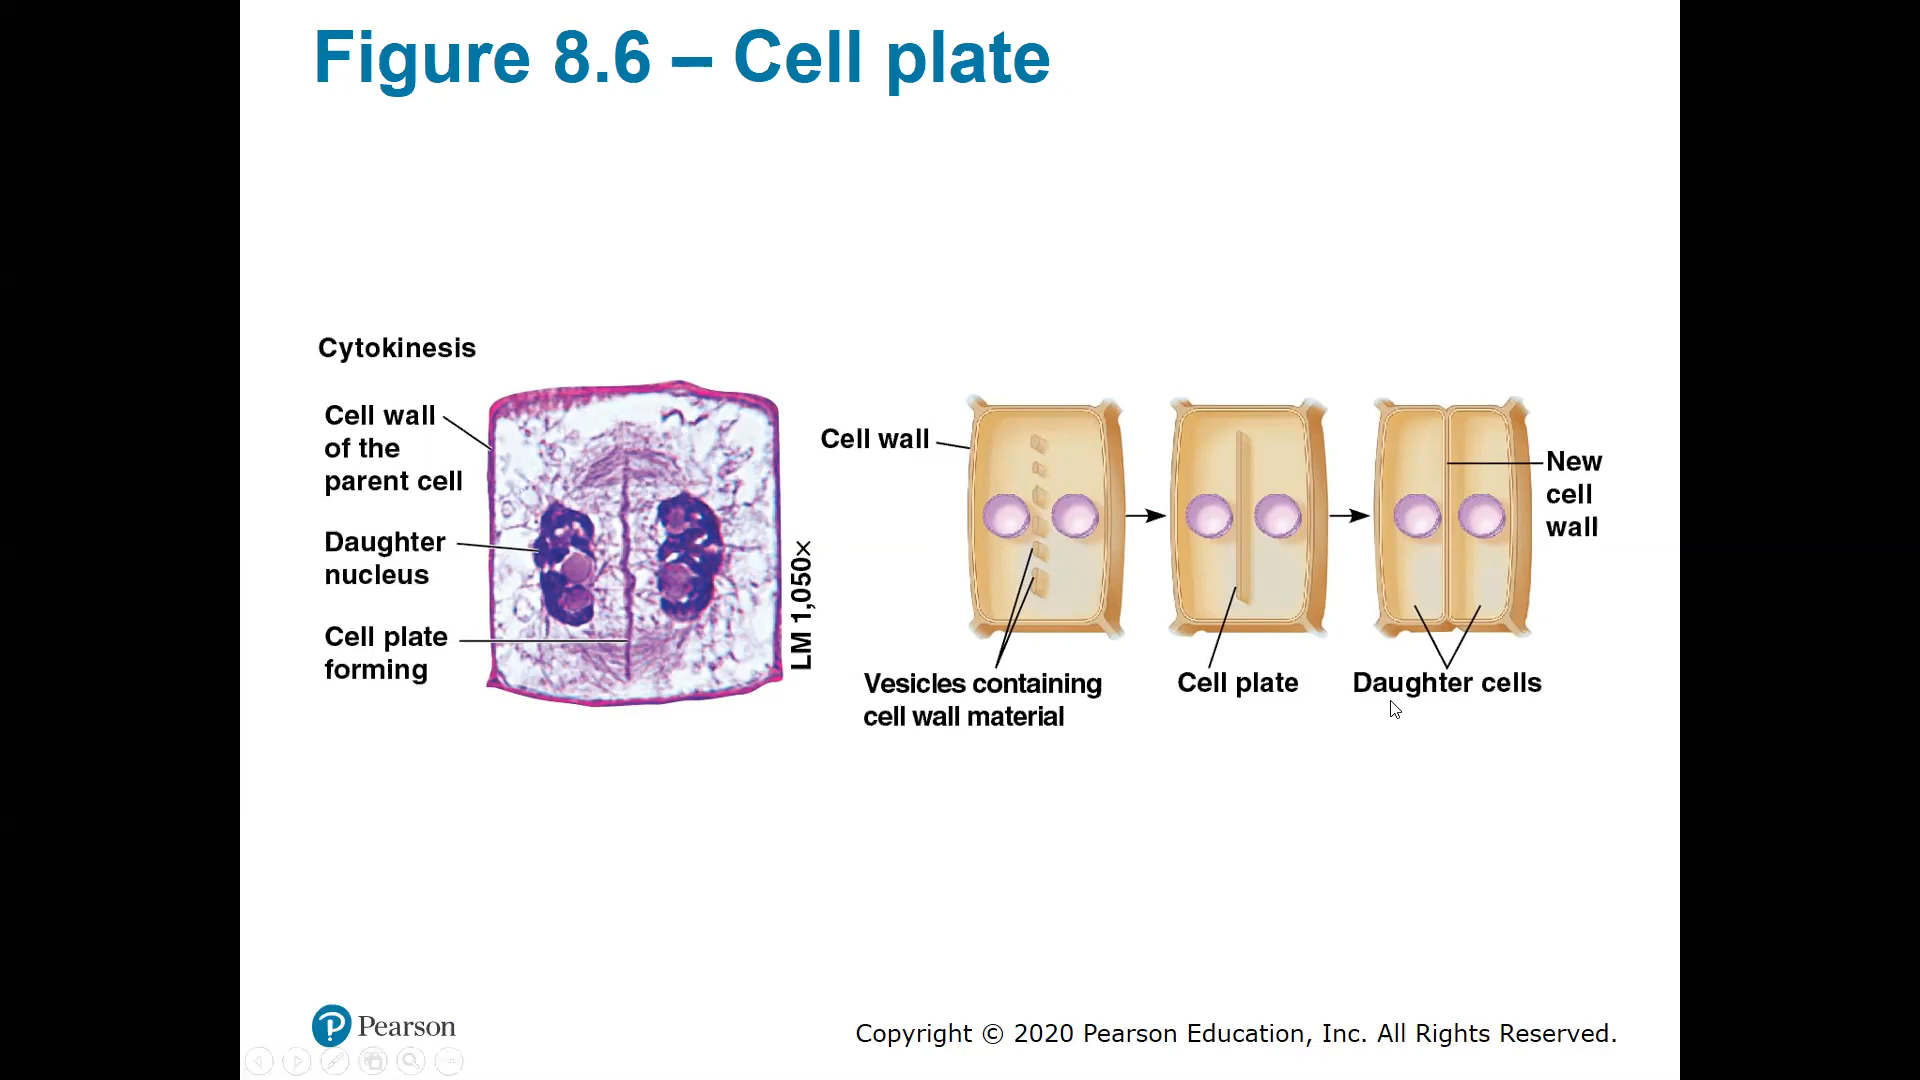 Figure 8.6 – Cell plate
Cytokinesis
Cell wall
of the
parent cell
Daughter
nucleus
Cell plate
forming
LM 1,050×
Cell wall
Vesicles containing
cell wall material
Cell plate
Daughter cells
New
cell
wall
Pearson
Copyright © 2020 Pearson Education, Inc. All Rights Reserved.